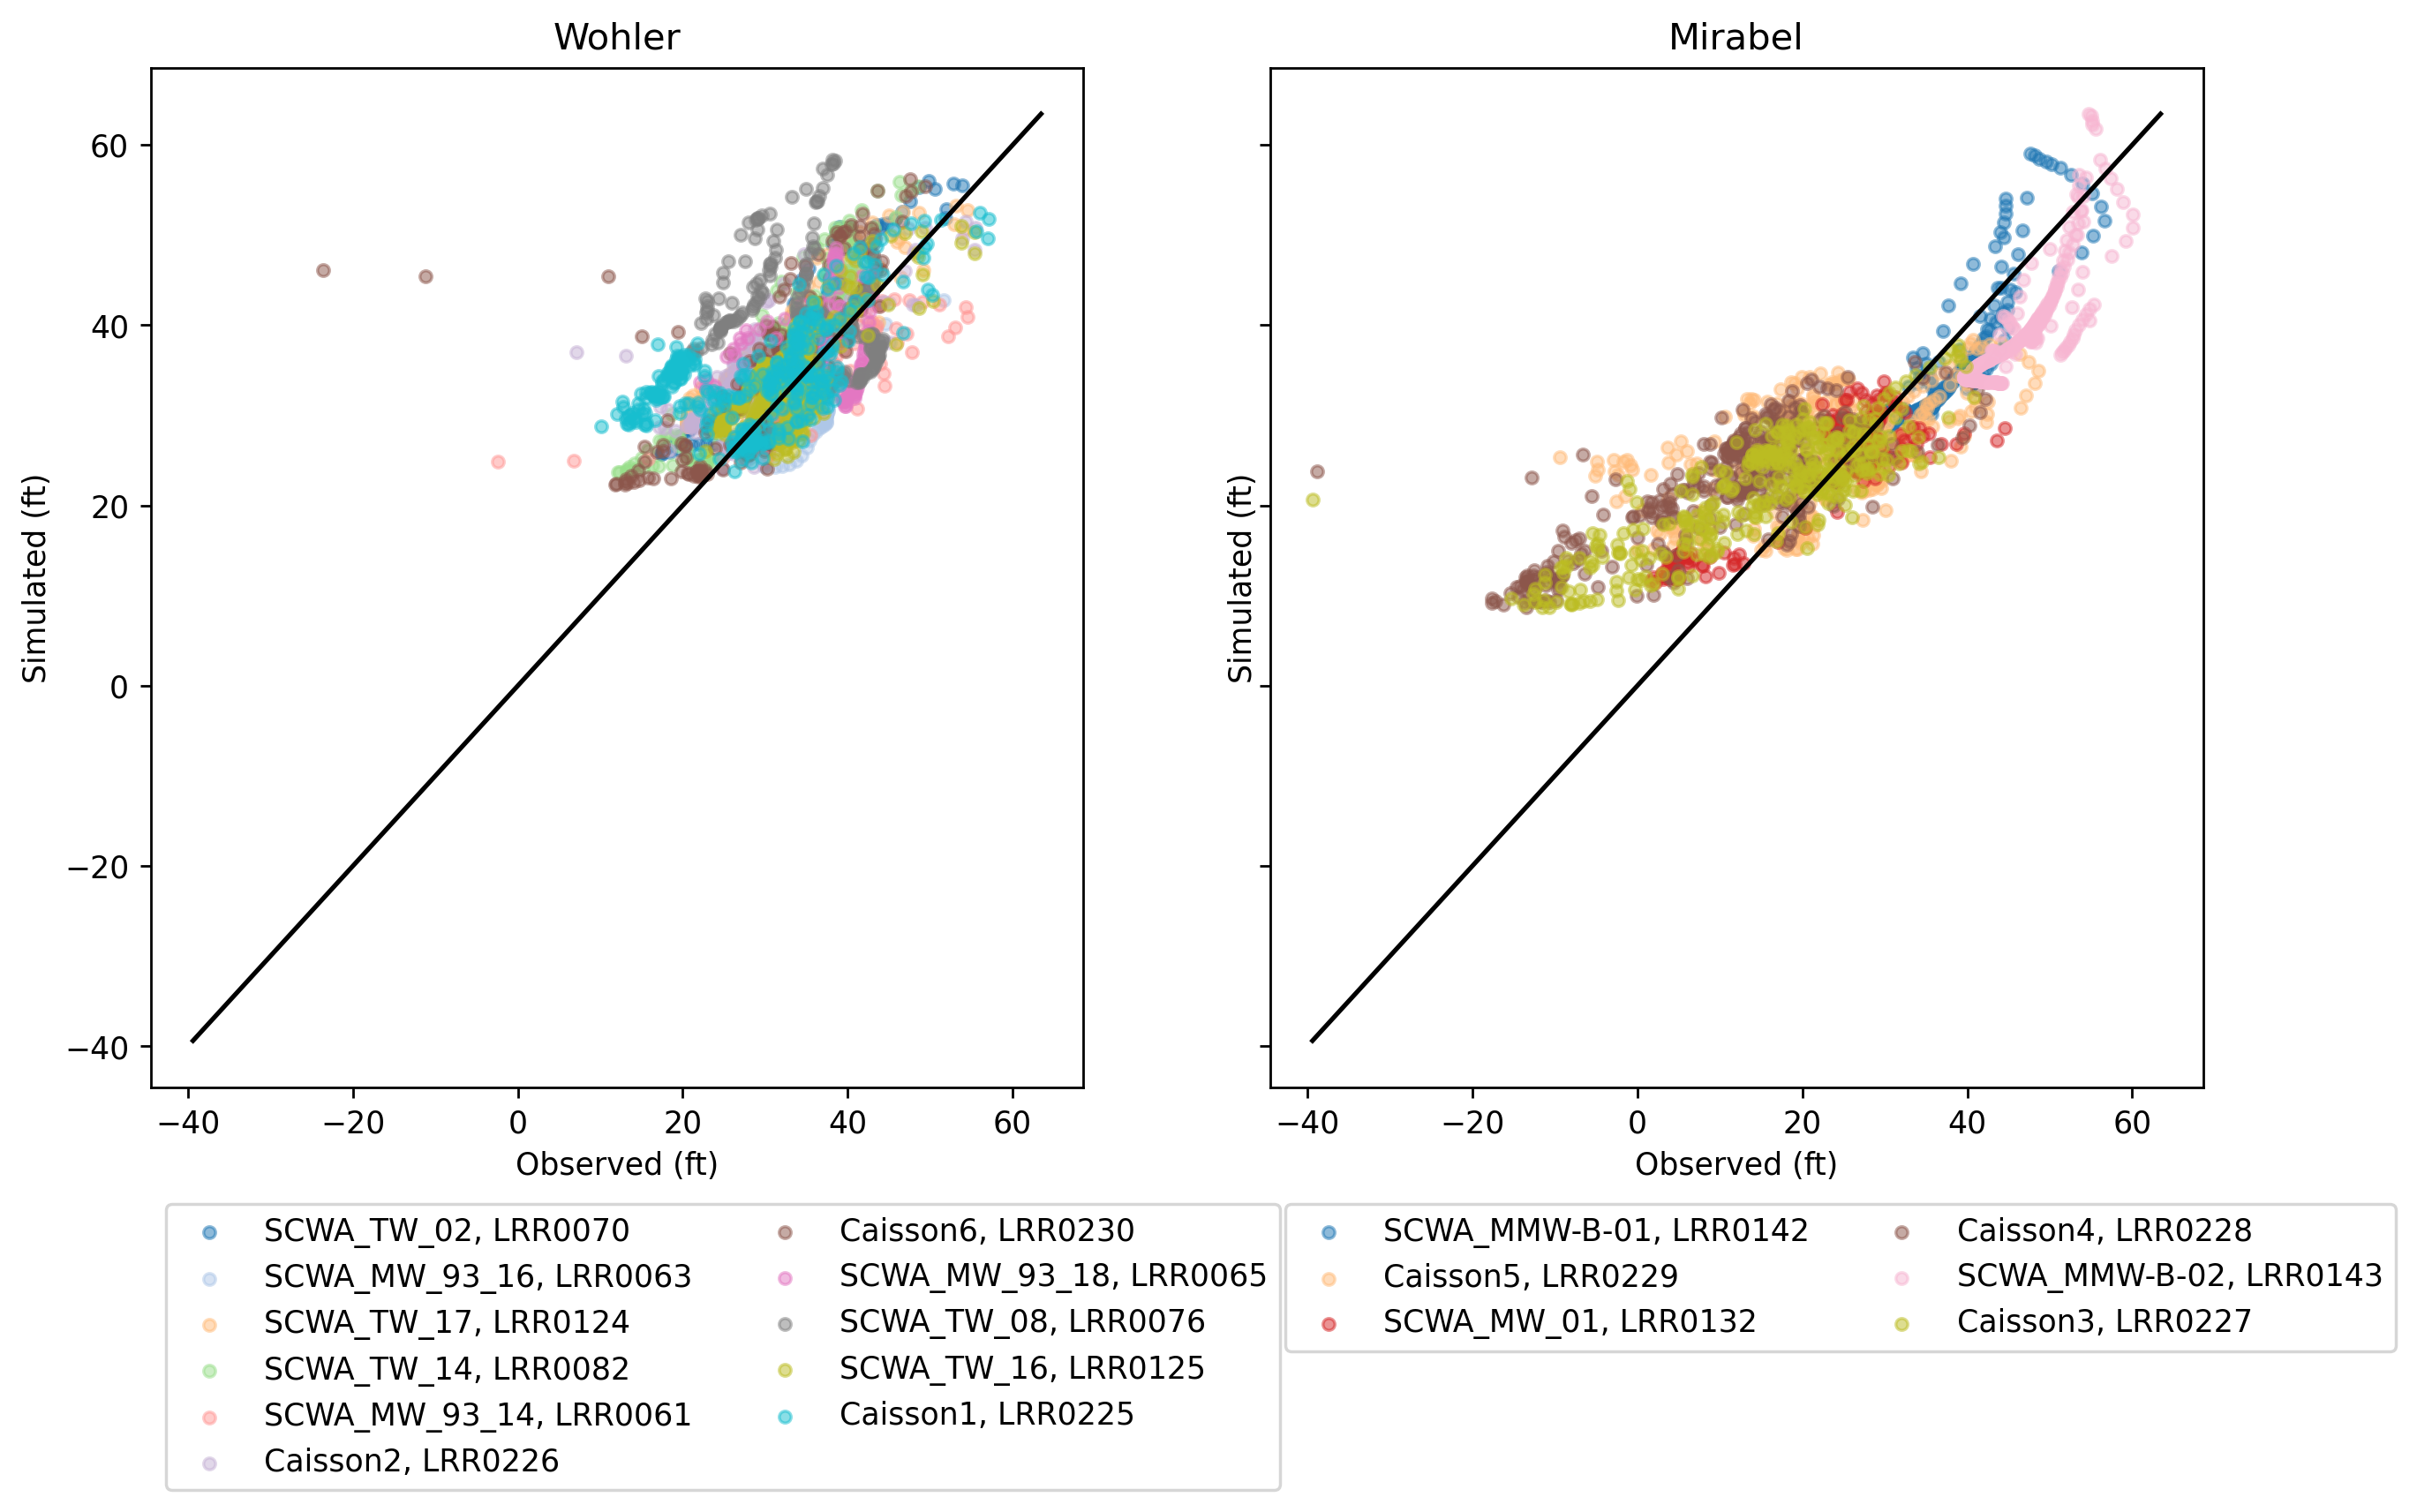 Wohler
Mirabel
60
40
20
0
−20
−40
Simulated (ft)
Simulated (ft)
−40 −20 0 20 40 60
−40 −20 0 20 40 60
Observed (ft)
Observed (ft)
SCWA_TW_02, LRR0070
SCWA_MW_93_16, LRR0063
SCWA_TW_17, LRR0124
SCWA_TW_14, LRR0082
SCWA_MW_93_14, LRR0061
Caisson2, LRR0226
Caisson6, LRR0230
SCWA_MW_93_18, LRR0065
SCWA_TW_08, LRR0076
SCWA_TW_16, LRR0125
Caisson1, LRR0225
SCWA_MMW-B-01, LRR0142
Caisson5, LRR0229
SCWA_MW_01, LRR0132
Caisson4, LRR0228
SCWA_MMW-B-02, LRR0143
Caisson3, LRR0227